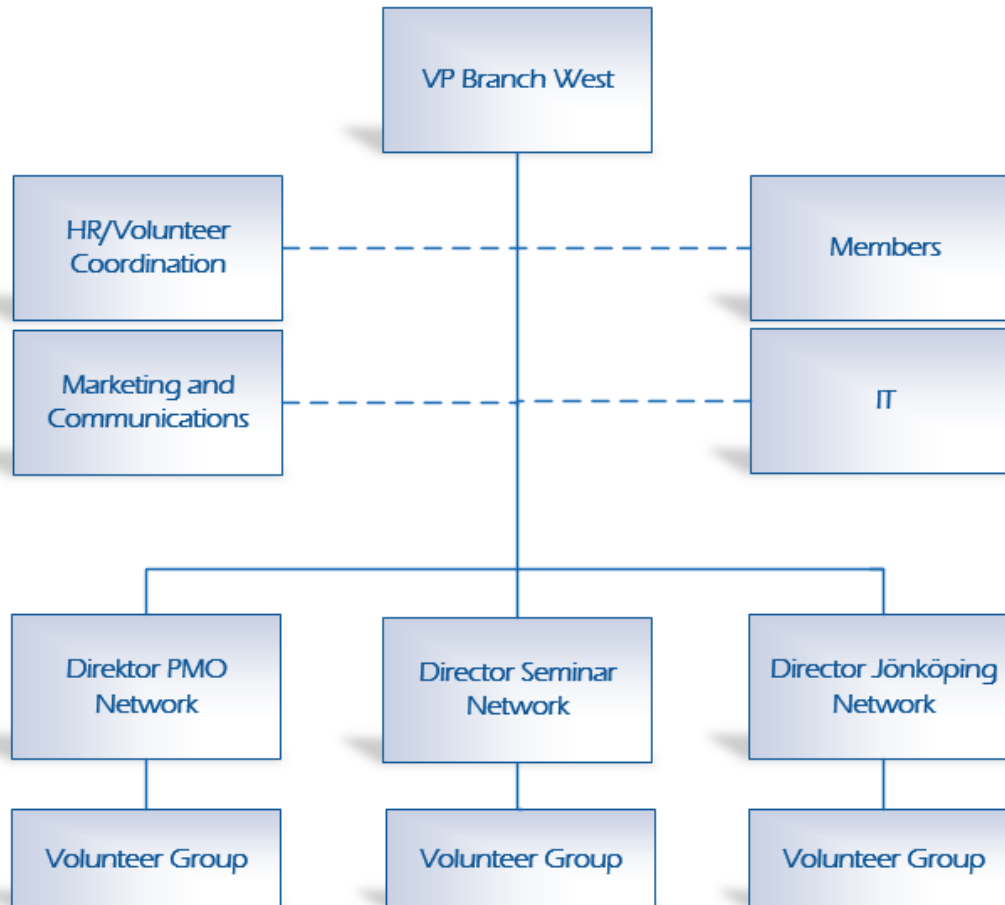 VP Branch West
HR/Volunteer
Coordination
Members
Marketing and
Communications
IT
Direktor PMO
Network
Director Seminar
Network
Director Jönköping
Network
Volunteer Group
Volunteer Group
Volunteer Group